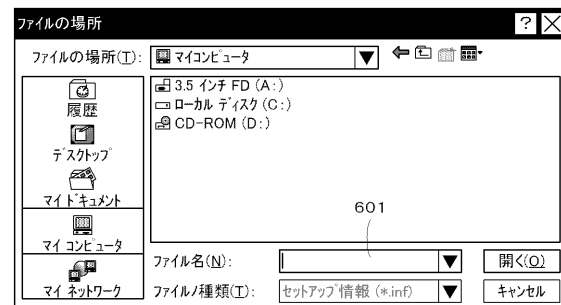 ファイルの場所
ファイルの場所(T): マイコンピュータ
履歴
デスクトップ
マイドキュメント
マイ コンピュータ
マイ ネットワーク
3.5 インチ FD (A:)
ローカル ディスク (C:)
CD-ROM (D:)
601
ファイル名(N): 開く(O)
ファイルノ種類(T): セットアップ情報 (*.inf) キャンセル